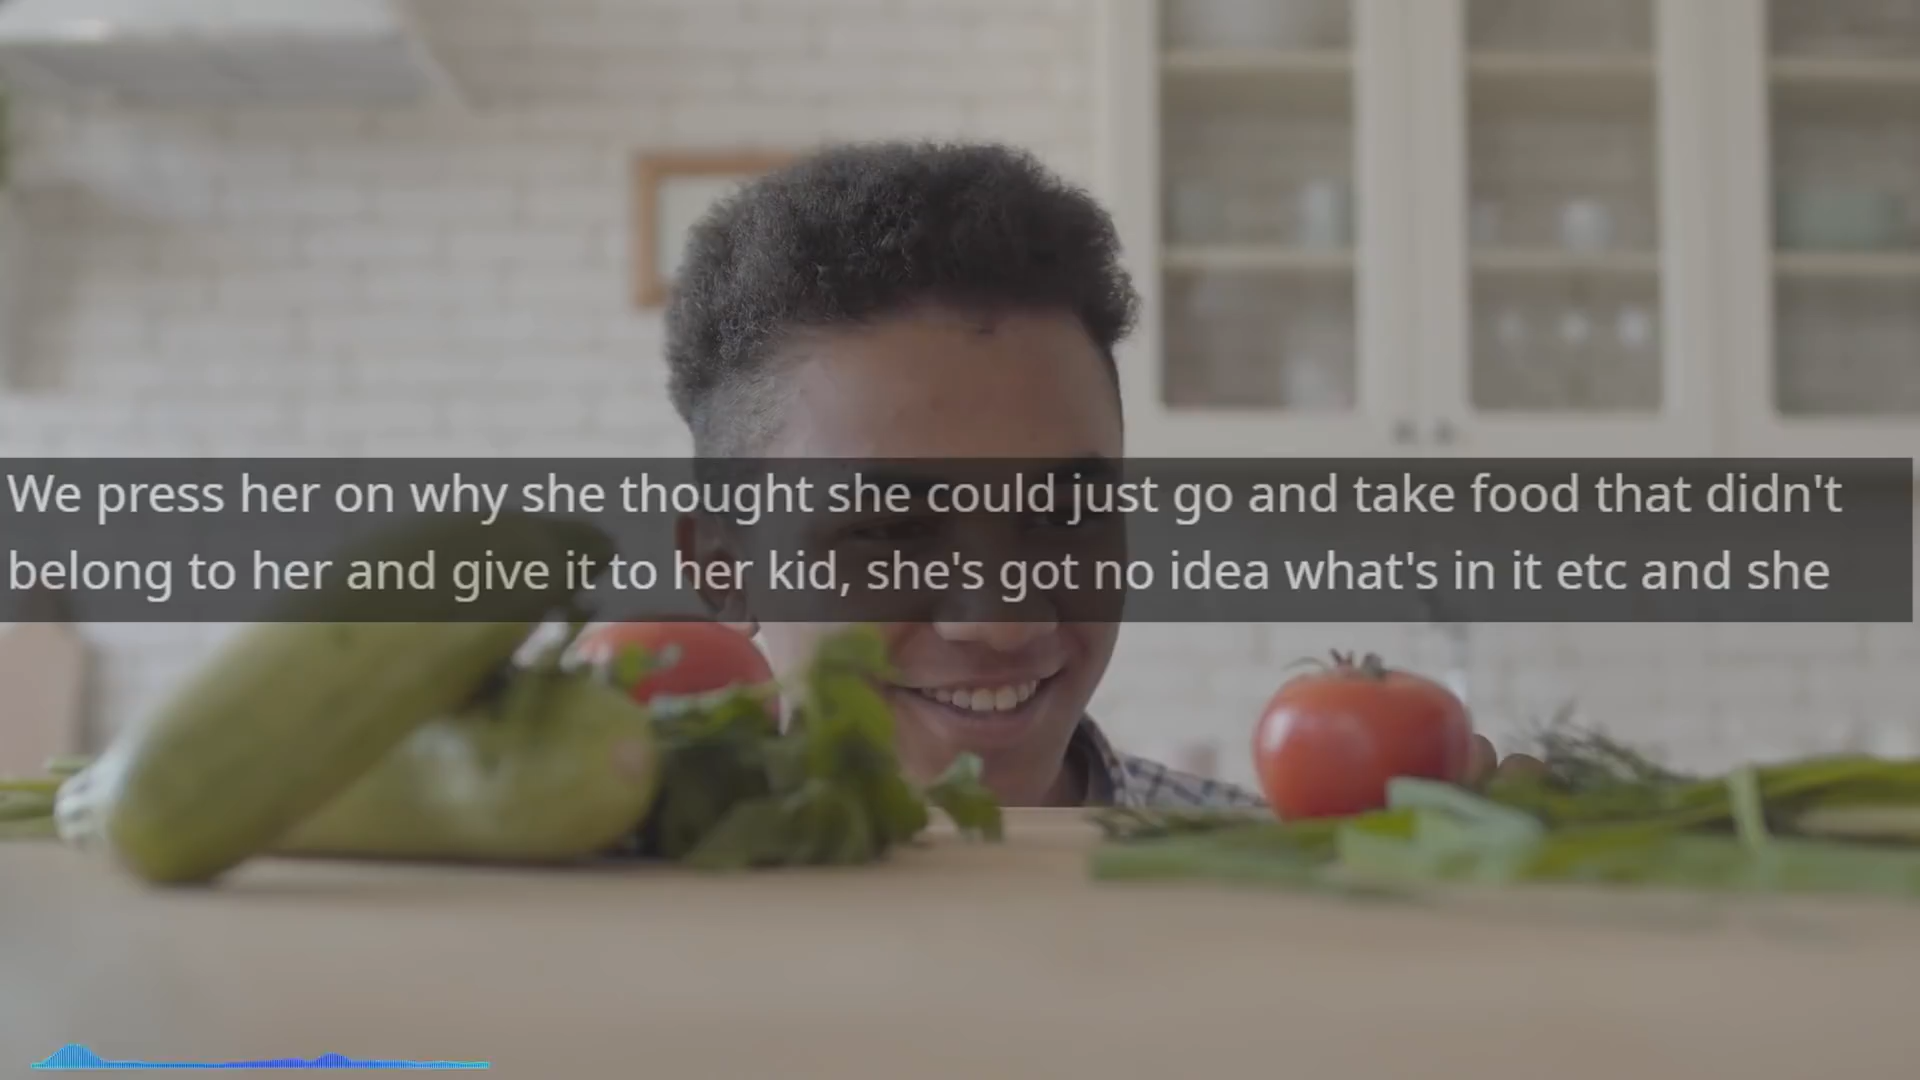 We press her on why she thought she could just go and take food that didn't
belong to her and give it to her kid, she's got no idea what's in it etc and she